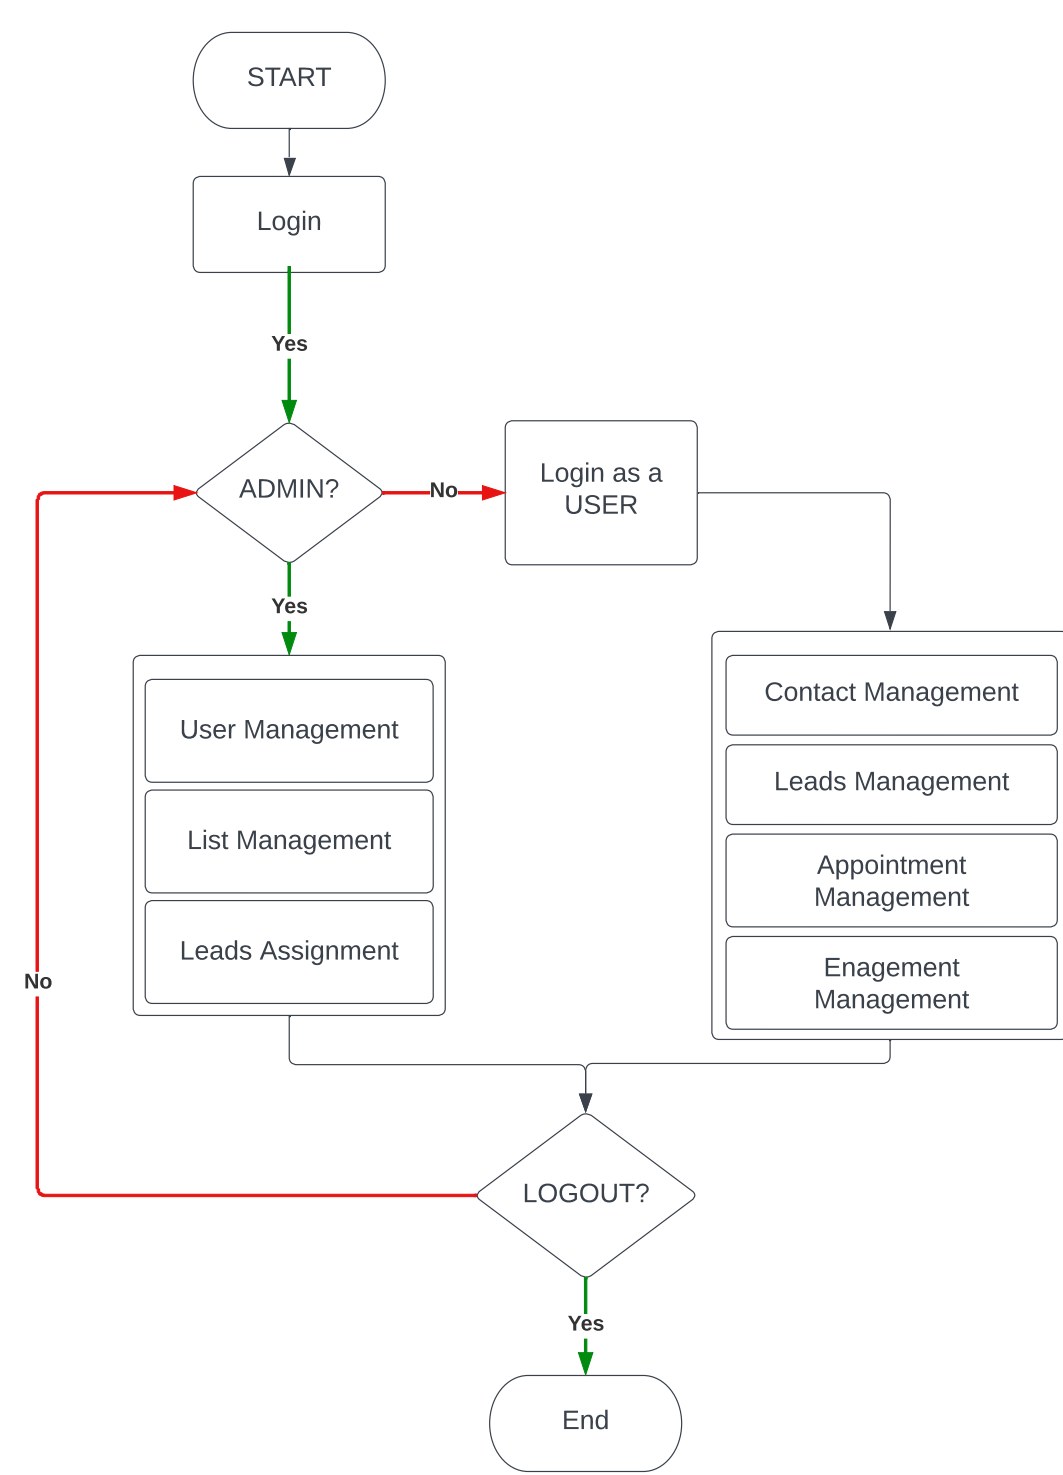 START
Login
Yes
ADMIN?
No
Login as a
USER
Yes
User Management
List Management
Leads Assignment
Contact Management
Leads Management
Appointment
Management
Enagement
Management
No
LOGOUT?
Yes
End